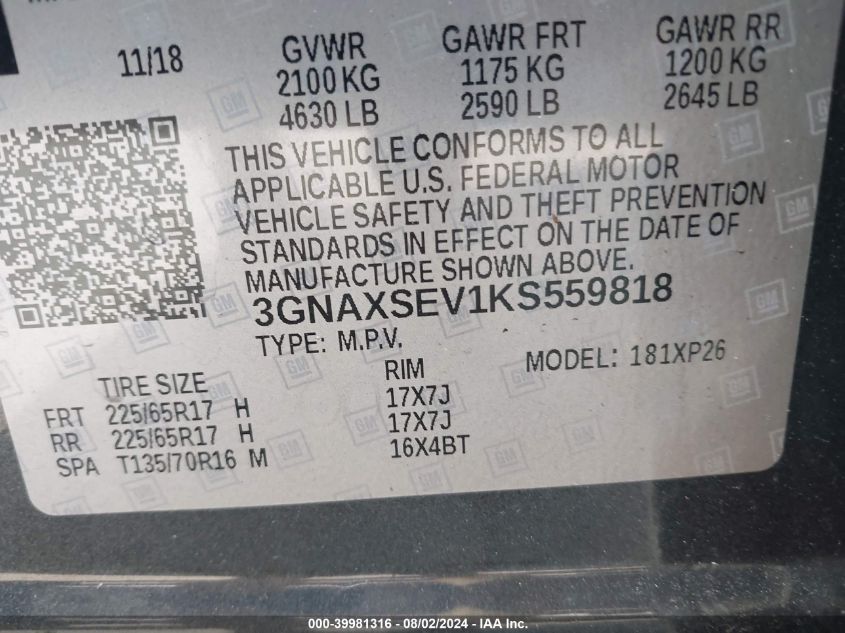 11/18 GVWR GAWR FRT GAWR RR
2100 KG 1175 KG 1200 KG
4630 LB 2590 LB 2645 LB
THIS VEHICLE CONFORMS TO ALL
APPLICABLE U.S. FEDERAL MOTOR
VEHICLE SAFETY AND THEFT PREVENTION
STANDARDS IN EFFECT ON THE DATE OF
MANUFACTURE SHOWN ABOVE.
3GNAXSEV1KS559818
TYPE: M.P.V. MODEL: 181XP26
TIRE SIZE RIM
FRT 225/65R17 H 17X7J
RR 225/65R17 H 17X7J
SPA T135/70R16 M 16X4BT
000-39981316 - 08/02/2024 - IAA Inc.